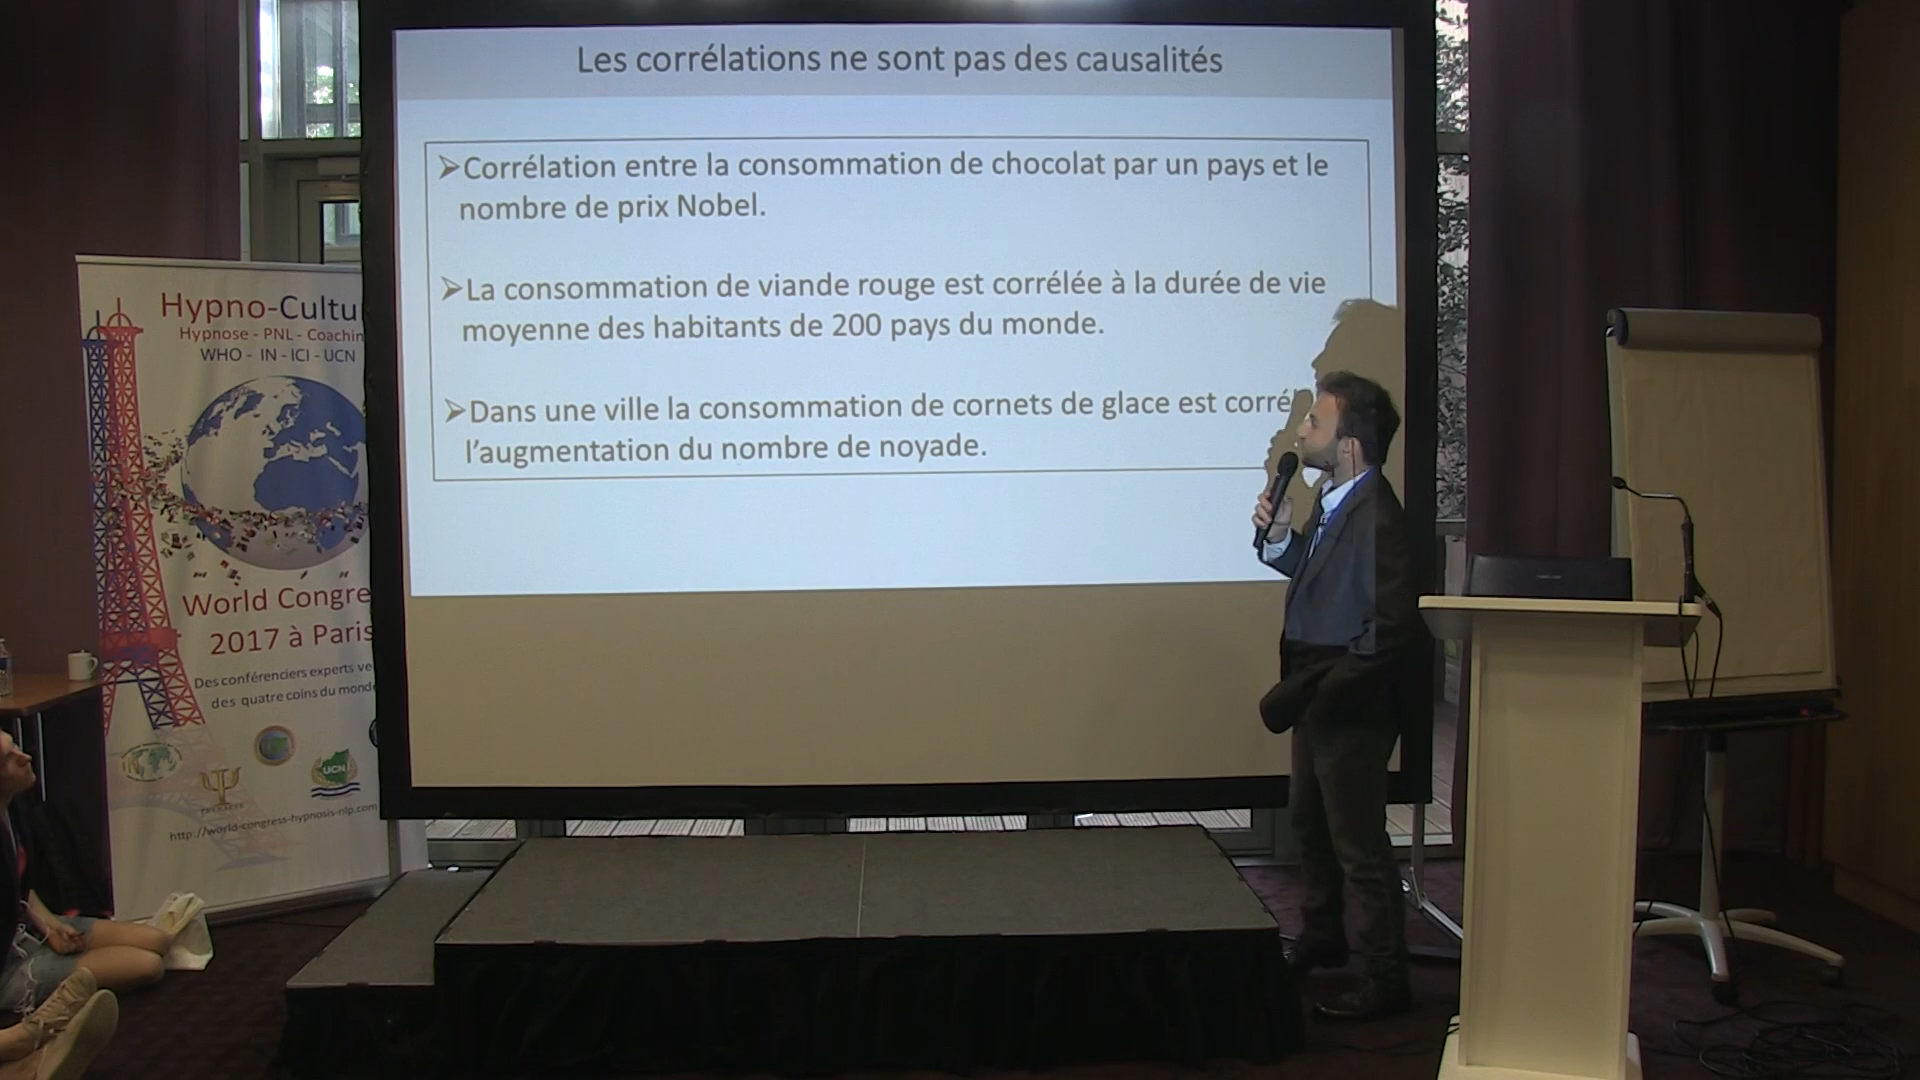 Les corrélations ne sont pas des causalités
➢Corrélation entre la consommation de chocolat par un pays et le
nombre de prix Nobel.
➢La consommation de viande rouge est corrélée à la durée de vie
moyenne des habitants de 200 pays du monde.
➢Dans une ville la consommation de cornets de glace est corrél
l'augmentation du nombre de noyade.
Hypno-Cultu
Hypnose - PNL - Coachin
WHO - IN - ICI - UCN
World Congre
2017 à Paris
Des conférenciers experts ve
des quatre coins du mond
UCN
http://world-congress-hypnosis-nlp.com